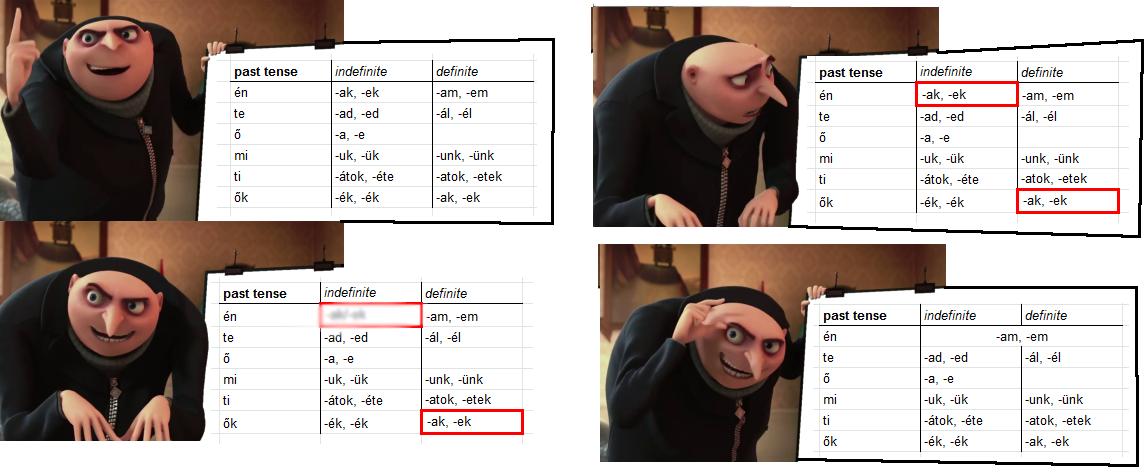 past tense indefinite definite
én -ak, -ek -am, -em
te -ad, -ed -ál, -él
ő -a, -e
mi -uk, -ük -unk, -ünk
ti -átok, -éte -atok, -etek
ők -ék, -ék -ak, -ek
past tense indefinite definite
én -ak, -ek -am, -em
te -ad, -ed -ál, -él
ő -a, -e
mi -uk, -ük -unk, -ünk
ti -átok, -éte -atok, -etek
ők -ék, -ék -ak, -ek
past tense indefinite definite
én -am, -em
te -ad, -ed -ál, -él
ő -a, -e
mi -uk, -ük -unk, -ünk
ti -átok, -éte -atok, -etek
ők -ék, -ék -ak, -ek
past tense indefinite definite
én -am, -em
te -ad, -ed -ál, -él
ő -a, -e
mi -uk, -ük -unk, -ünk
ti -átok, -éte -atok, -etek
ők -ék, -ék -ak, -ek